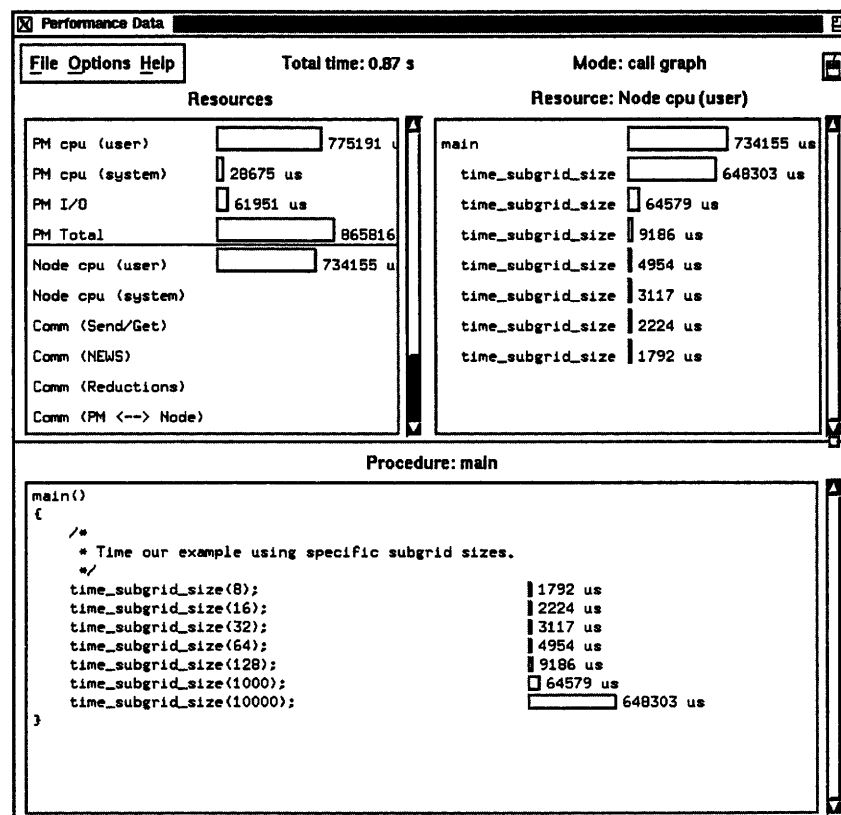 Performance Data
File Options Help
Total time: 0.87 s
Mode: call graph
Resources
PM cpu (user) 775191 u
PM cpu (system) 28675 us
PM I/O 61951 us
PM Total 865816
Node cpu (user) 734155 u
Node cpu (system)
Comm (Send/Get)
Comm (NEWS)
Comm (Reductions)
Comm (PM <--> Node)
Resource: Node cpu (user)
main 734155 us
time_subgrid_size 648303 us
time_subgrid_size 64579 us
time_subgrid_size 9186 us
time_subgrid_size 4954 us
time_subgrid_size 3117 us
time_subgrid_size 2224 us
time_subgrid_size 1792 us
Procedure: main
main()
{
/*
* Time our example using specific subgrid sizes.
*/
time_subgrid_size(8); 1792 us
time_subgrid_size(16); 2224 us
time_subgrid_size(32); 3117 us
time_subgrid_size(64); 4954 us
time_subgrid_size(128); 9186 us
time_subgrid_size(1000); 64579 us
time_subgrid_size(10000); 648303 us
}